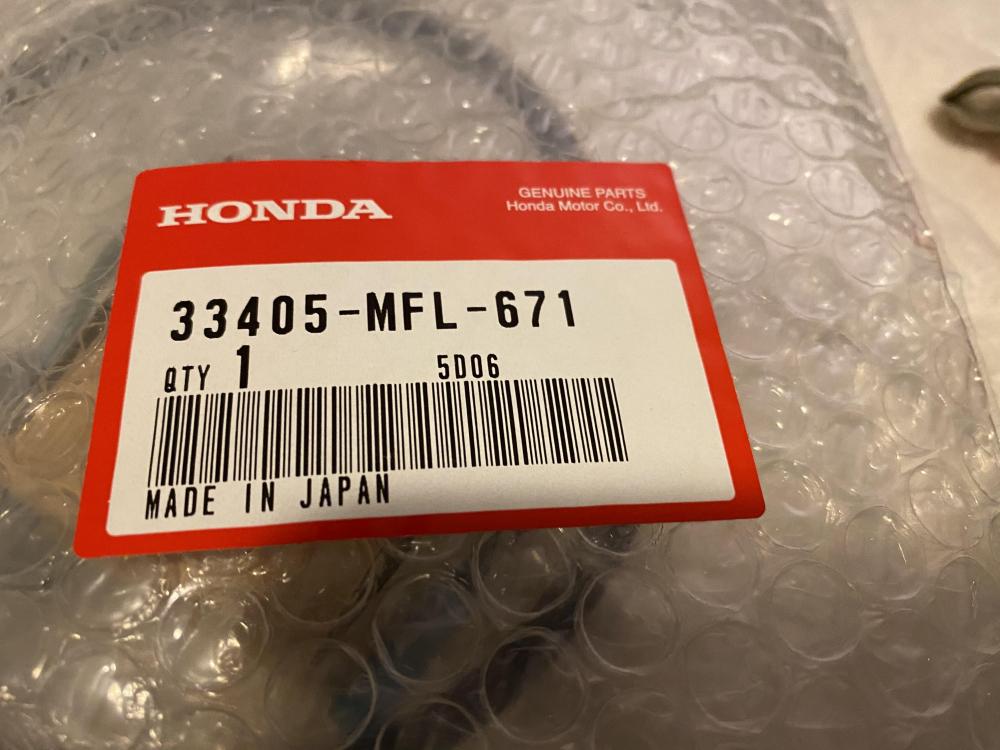 HONDA
GENUINE PARTS
Honda Motor Co., Ltd.
33405-MFL-671
QTY 1 5D06
MADE IN JAPAN